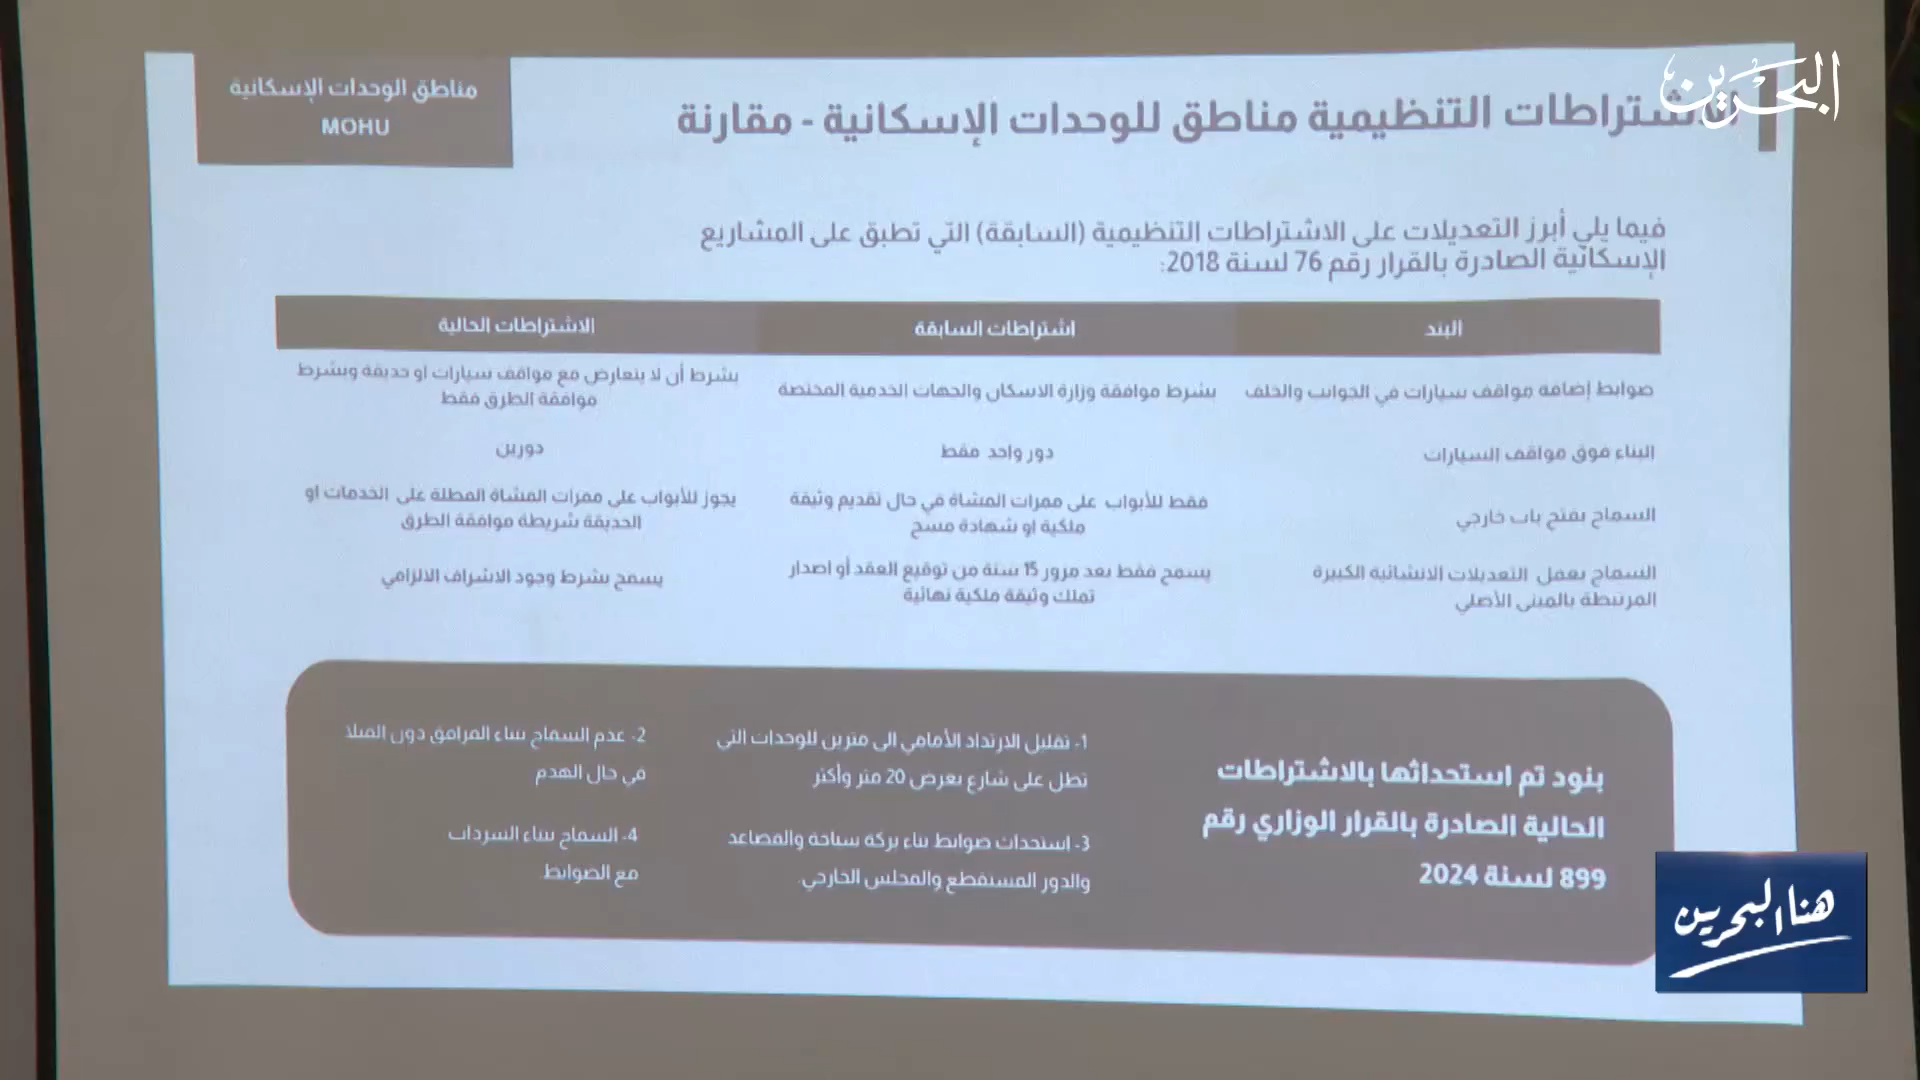 البحرين
مناطق الوحدات الإسكانية
MOHU
الاشتراطات التنظيمية مناطق للوحدات الإسكانية - مقارنة
فيما يلي أبرز التعديلات على الاشتراطات التنظيمية (السابقة) التي تطبق على المشاريع
الإسكانية الصادرة بالقرار رقم 76 لسنة 2018:
البند
اشتراطات السابقة
الاشتراطات الحالية
ضوابط إضافة مواقف سيارات في الجوانب والخلف
بشرط موافقة وزارة الاسكان والجهات الخدمية المختصة
بشرط أن لا يتعارض مع مواقف سيارات او حديقة وبشرط
موافقة الطرق فقط
البناء فوق مواقف السيارات
دور واحد فقط
دورين
السماح بفتح باب خارجي
فقط للأبواب على ممرات المشاة في حال تقديم وثيقة
ملكية او شهادة مسح
يجوز للأبواب على ممرات المشاة المطلة على الخدمات او
الحديقة شريطة موافقة الطرق
السماح بعمل التعديلات الانشائية الكبيرة
المرتبطة بالمبنى الأصلي
يسمح فقط بعد مرور 15 سنة من توقيع العقد أو اصدار
تملك وثيقة ملكية نهائية
يسمح بشرط وجود الاشراف الالزامي
بنود تم استحداثها بالاشتراطات
الحالية الصادرة بالقرار الوزاري رقم
899 لسنة 2024
1- تقليل الارتداد الأمامي الى مترين للوحدات التي
تطل على شارع بعرض 20 متر وأكثر
2- عدم السماح ببناء المرافق دون الفيلا
في حال الهدم
3- استحداث ضوابط بناء بركة سباحة والمصاعد
والدور المستقطع والمجلس الخارجي.
4- السماح ببناء السرداب
مع الضوابط
هنا البحرين